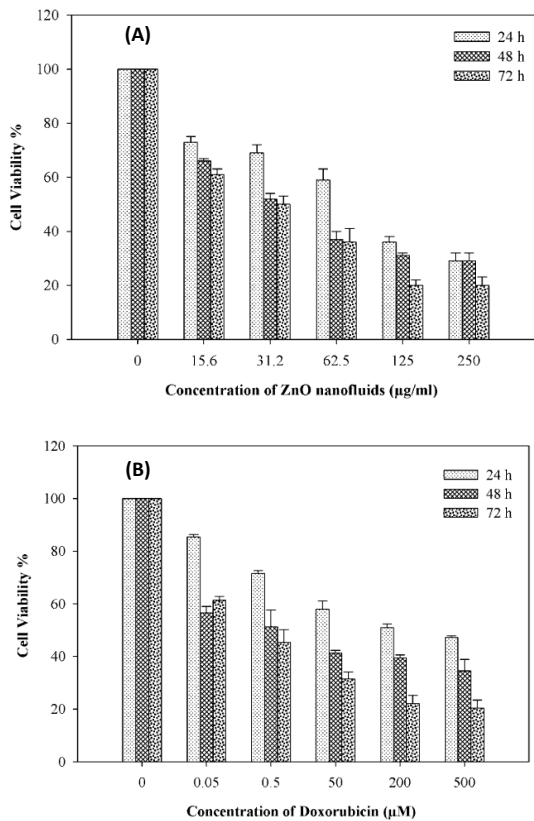 (A)
24 h
48 h
72 h
120
100
80
60
40
20
0
Cell Viability %
0 15.6 31.2 62.5 125 250
Concentration of ZnO nanofluids (µg/ml)
(B)
24 h
48 h
72 h
120
100
80
60
40
20
0
Cell Viability %
0 0.05 0.5 50 200 500
Concentration of Doxorubicin (µM)